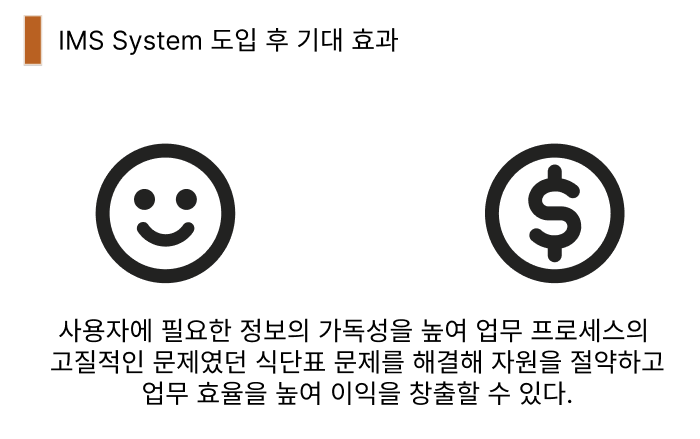 IMS System 도입 후 기대 효과
사용자에 필요한 정보의 가독성을 높여 업무 프로세스의
고질적인 문제였던 식단표 문제를 해결해 자원을 절약하고
업무 효율을 높여 이익을 창출할 수 있다.